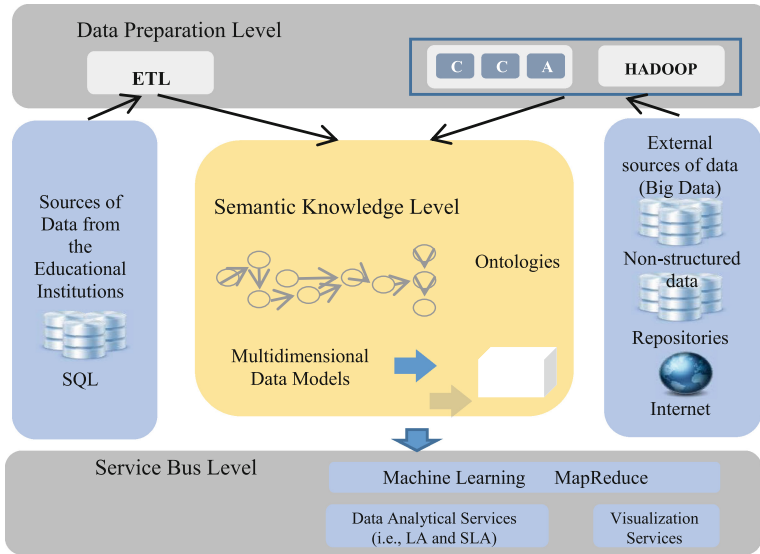 Data Preparation Level
ETL
C C A
HADOOP
Sources of
Data from
the
Educational
Institutions
SQL
Semantic Knowledge Level
Ontologies
Multidimensional
Data Models
External
sources of data
(Big Data)
Non-structured
data
Repositories
Internet
Service Bus Level
Machine Learning MapReduce
Data Analytical Services
(i.e., LA and SLA)
Visualization
Services